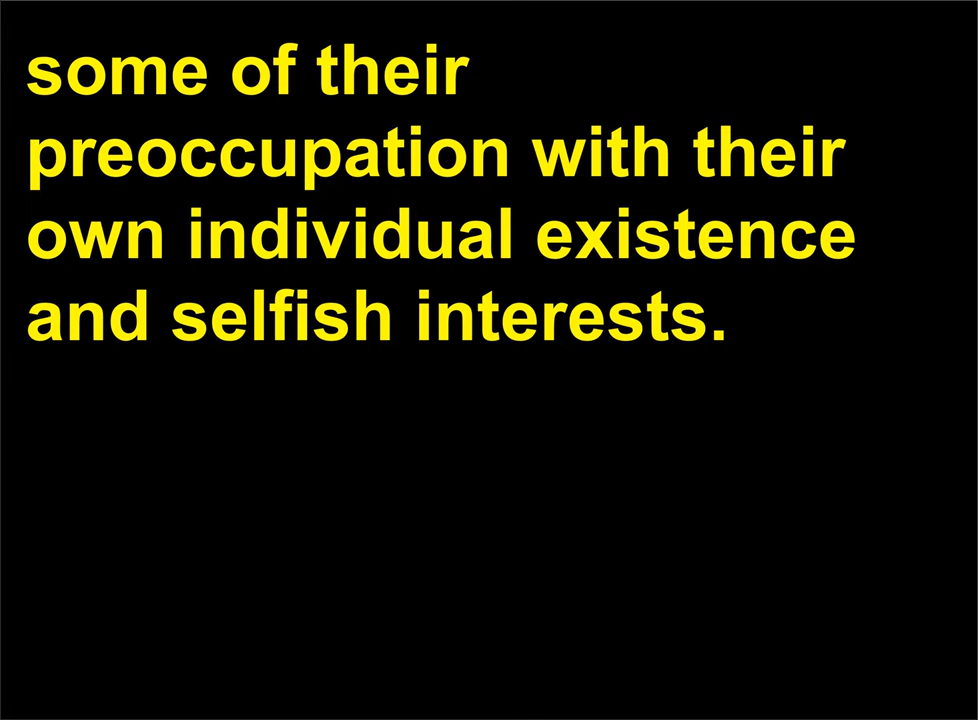 some of their
preoccupation with their
own individual existence
and selfish interests.